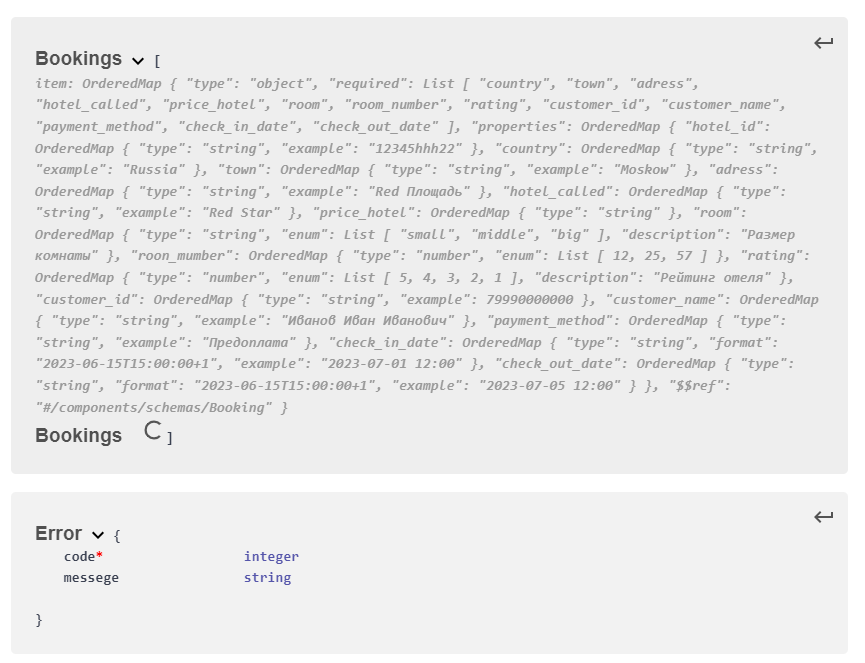 Bookings [
item: OrderedMap { "type": "object", "required": List [ "country", "town", "adress",
"hotel_called", "price_hotel", "room", "room_number", "rating", "customer_id", "customer_name",
"payment_method", "check_in_date", "check_out_date" ], "properties": OrderedMap { "hotel_id":
OrderedMap { "type": "string", "example": "12345hhh22" }, "country": OrderedMap { "type": "string",
"example": "Russia" }, "town": OrderedMap { "type": "string", "example": "Moskow" }, "adress":
OrderedMap { "type": "string", "example": "Red Площадь" }, "hotel_called": OrderedMap { "type":
"string", "example": "Red Star" }, "price_hotel": OrderedMap { "type": "string" }, "room":
OrderedMap { "type": "string", "enum": List [ "small", "middle", "big" ], "description": "Размер
комнаты" }, "roon_mumber": OrderedMap { "type": "number", "enum": List [ 12, 25, 57 ] }, "rating":
OrderedMap { "type": "number", "enum": List [ 5, 4, 3, 2, 1 ], "description": "Рейтинг отеля" },
"customer_id": OrderedMap { "type": "string", "example": 79990000000 }, "customer_name": OrderedMap
{ "type": "string", "example": "Иванов Иван Иванович" }, "payment_method": OrderedMap { "type":
"string", "example": "Предоплата" }, "check_in_date": OrderedMap { "type": "string", "format":
"2023-06-15T15:00:00+1", "example": "2023-07-01 12:00" }, "check_out_date": OrderedMap { "type":
"string", "format": "2023-06-15T15:00:00+1", "example": "2023-07-05 12:00" } }, "$$ref":
"#/components/schemas/Booking" }
Bookings ]
Error {
code* integer
messege string
}